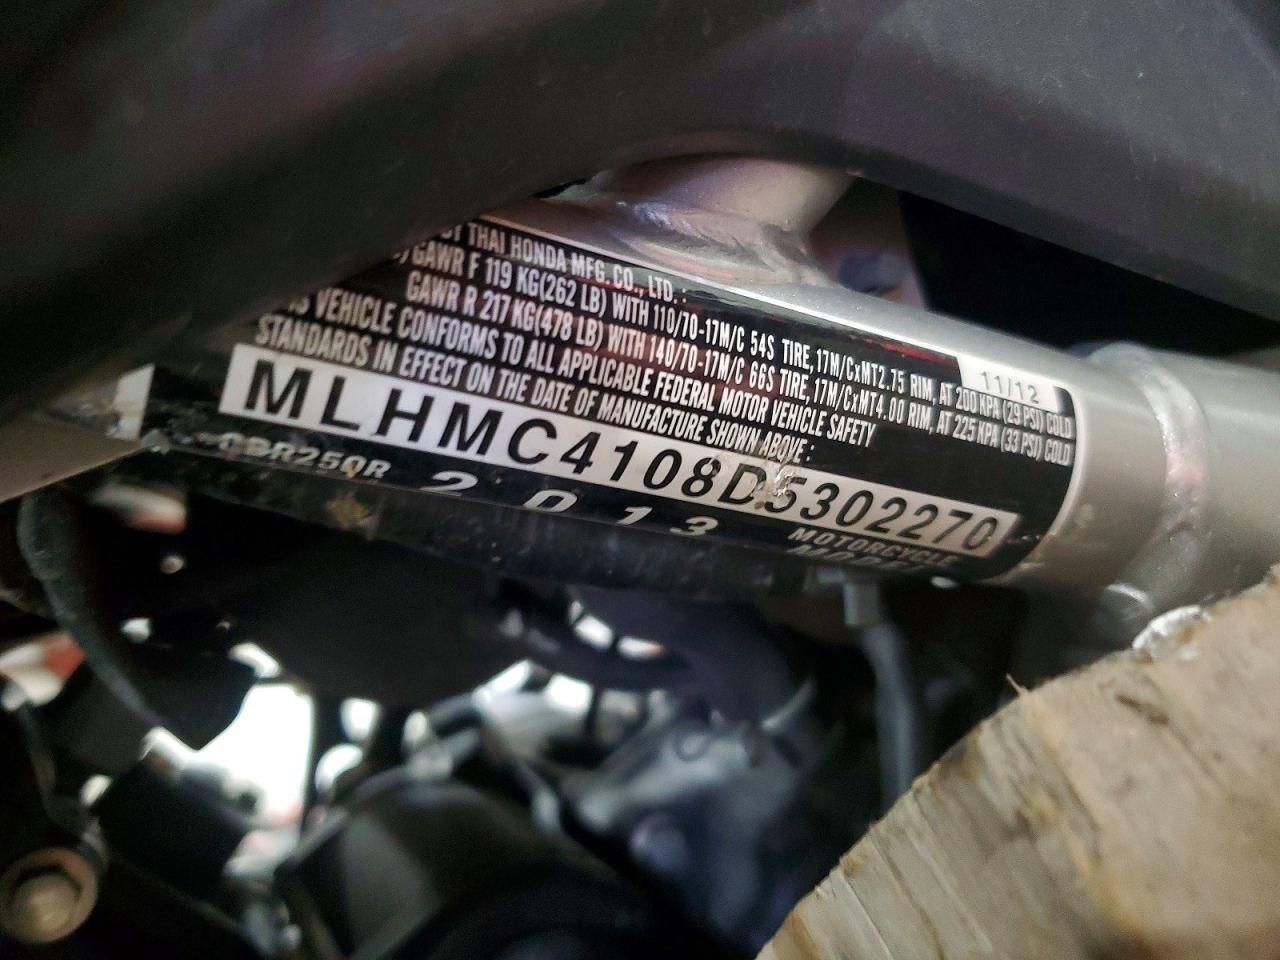 BY THAI HONDA MFG. CO., LTD. :
11/12
GAWR F 119 KG(262 LB) WITH 110/70-17M/C 54S TIRE, 17M/CxMT2.75 RIM, AT 200 KPA (29 PSI) COLD
GAWR R 217 KG(478 LB) WITH 140/70-17M/C 66S TIRE, 17M/CxMT4.00 RIM, AT 225 KPA (33 PSI) COLD
VEHICLE CONFORMS TO ALL APPLICABLE FEDERAL MOTOR VEHICLE SAFETY
STANDARDS IN EFFECT ON THE DATE OF MANUFACTURE SHOWN ABOVE :
MLHMC4108D5302270
CBR250R 2013 MOTORCYCLE